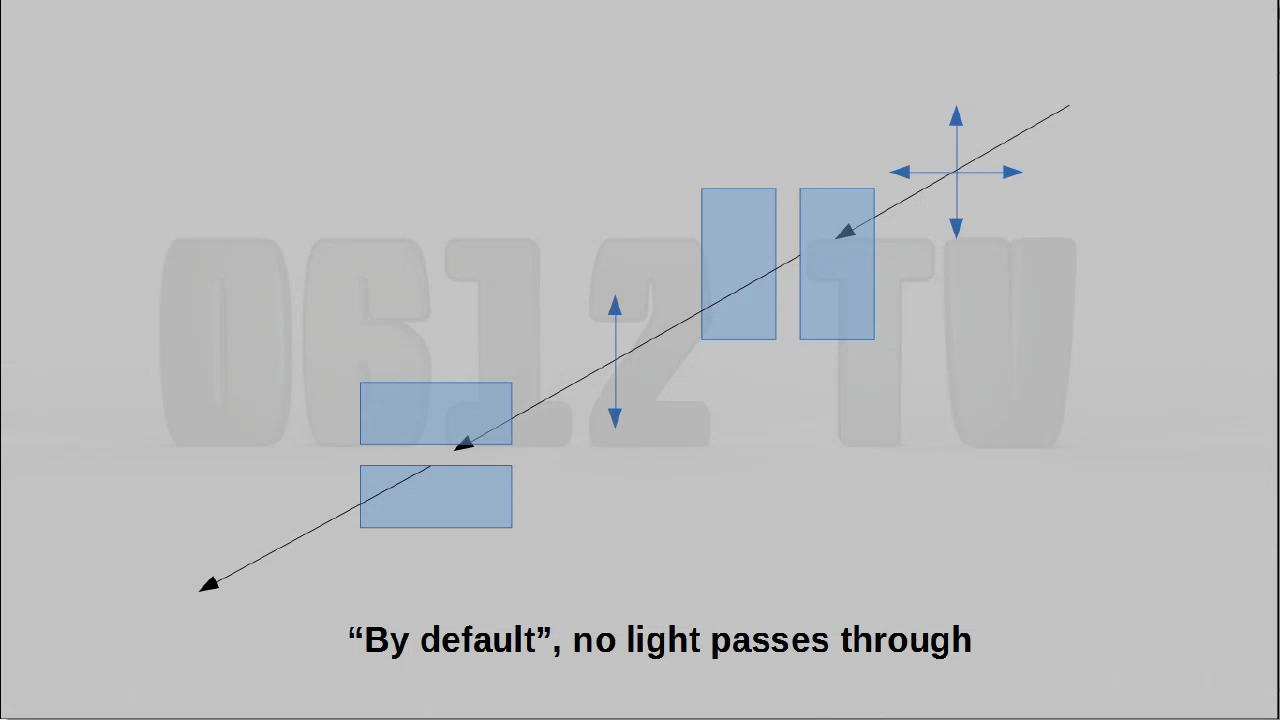 0612 TV
“By default”, no light passes through